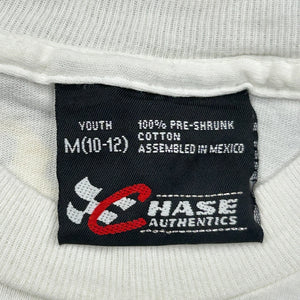 YOUTH
M(10-12)
100% PRE-SHRUNK
COTTON
ASSEMBLED IN MEXICO
CHASE
AUTHENTICS